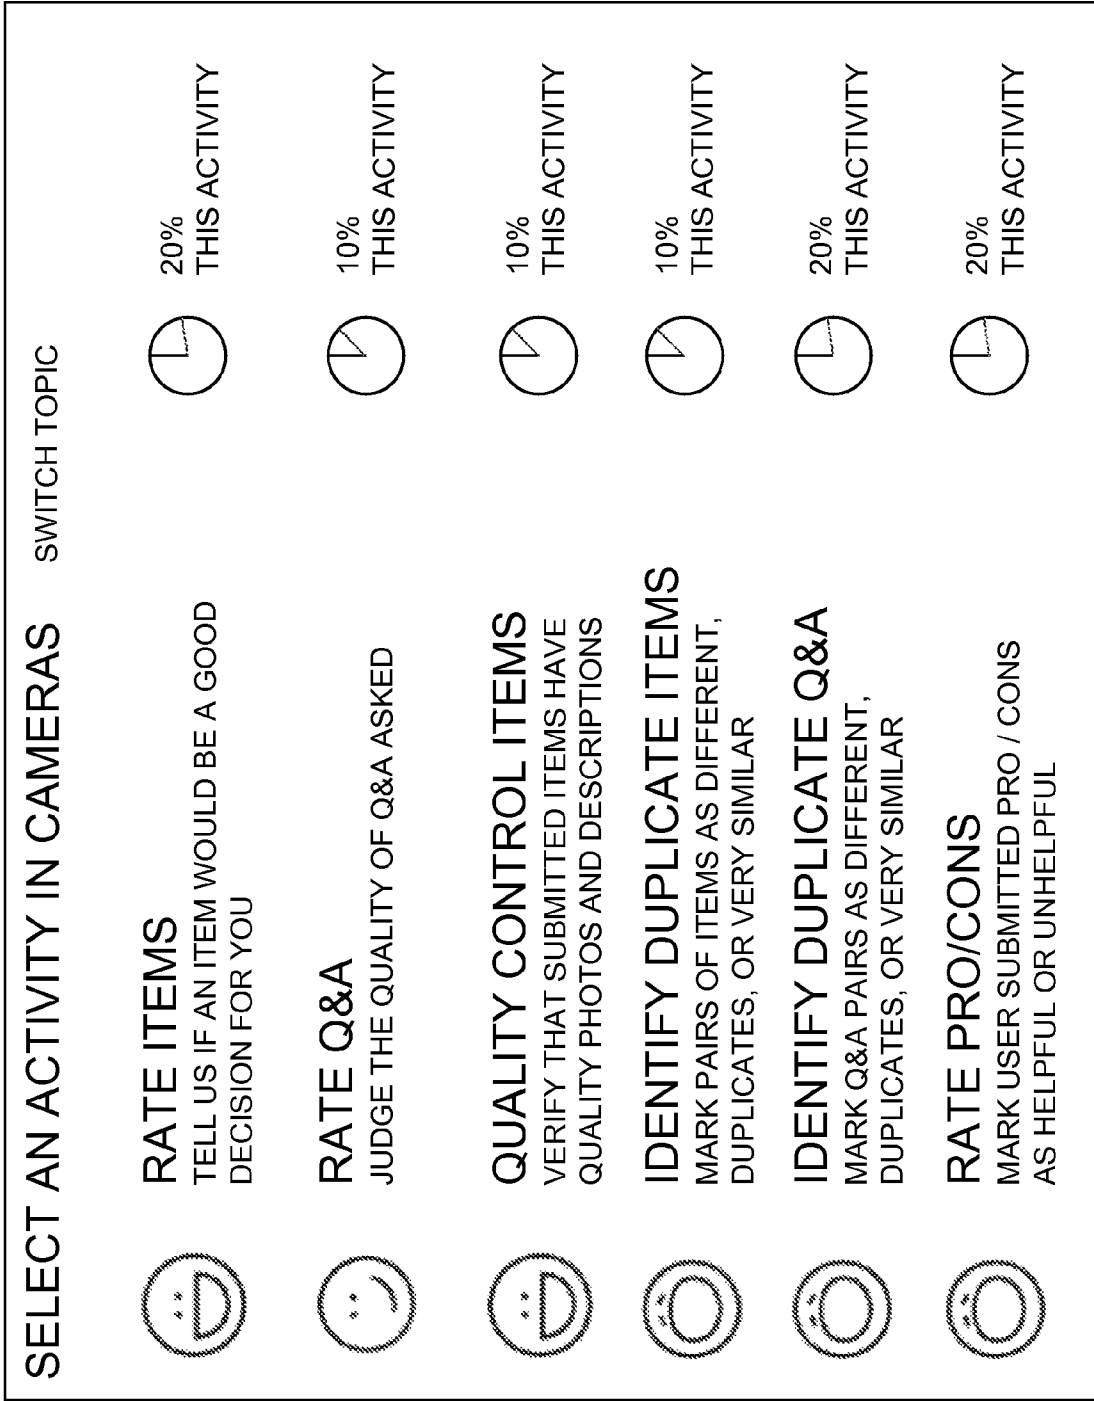 SELECT AN ACTIVITY IN CAMERAS
SWITCH TOPIC
RATE ITEMS
TELL US IF AN ITEM WOULD BE A GOOD
DECISION FOR YOU
20%
THIS ACTIVITY
RATE Q&A
JUDGE THE QUALITY OF Q&A ASKED
10%
THIS ACTIVITY
QUALITY CONTROL ITEMS
VERIFY THAT SUBMITTED ITEMS HAVE
QUALITY PHOTOS AND DESCRIPTIONS
10%
THIS ACTIVITY
IDENTIFY DUPLICATE ITEMS
MARK PAIRS OF ITEMS AS DIFFERENT,
DUPLICATES, OR VERY SIMILAR
10%
THIS ACTIVITY
IDENTIFY DUPLICATE Q&A
MARK Q&A PAIRS AS DIFFERENT,
DUPLICATES, OR VERY SIMILAR
20%
THIS ACTIVITY
RATE PRO/CONS
MARK USER SUBMITTED PRO / CONS
AS HELPFUL OR UNHELPFUL
20%
THIS ACTIVITY